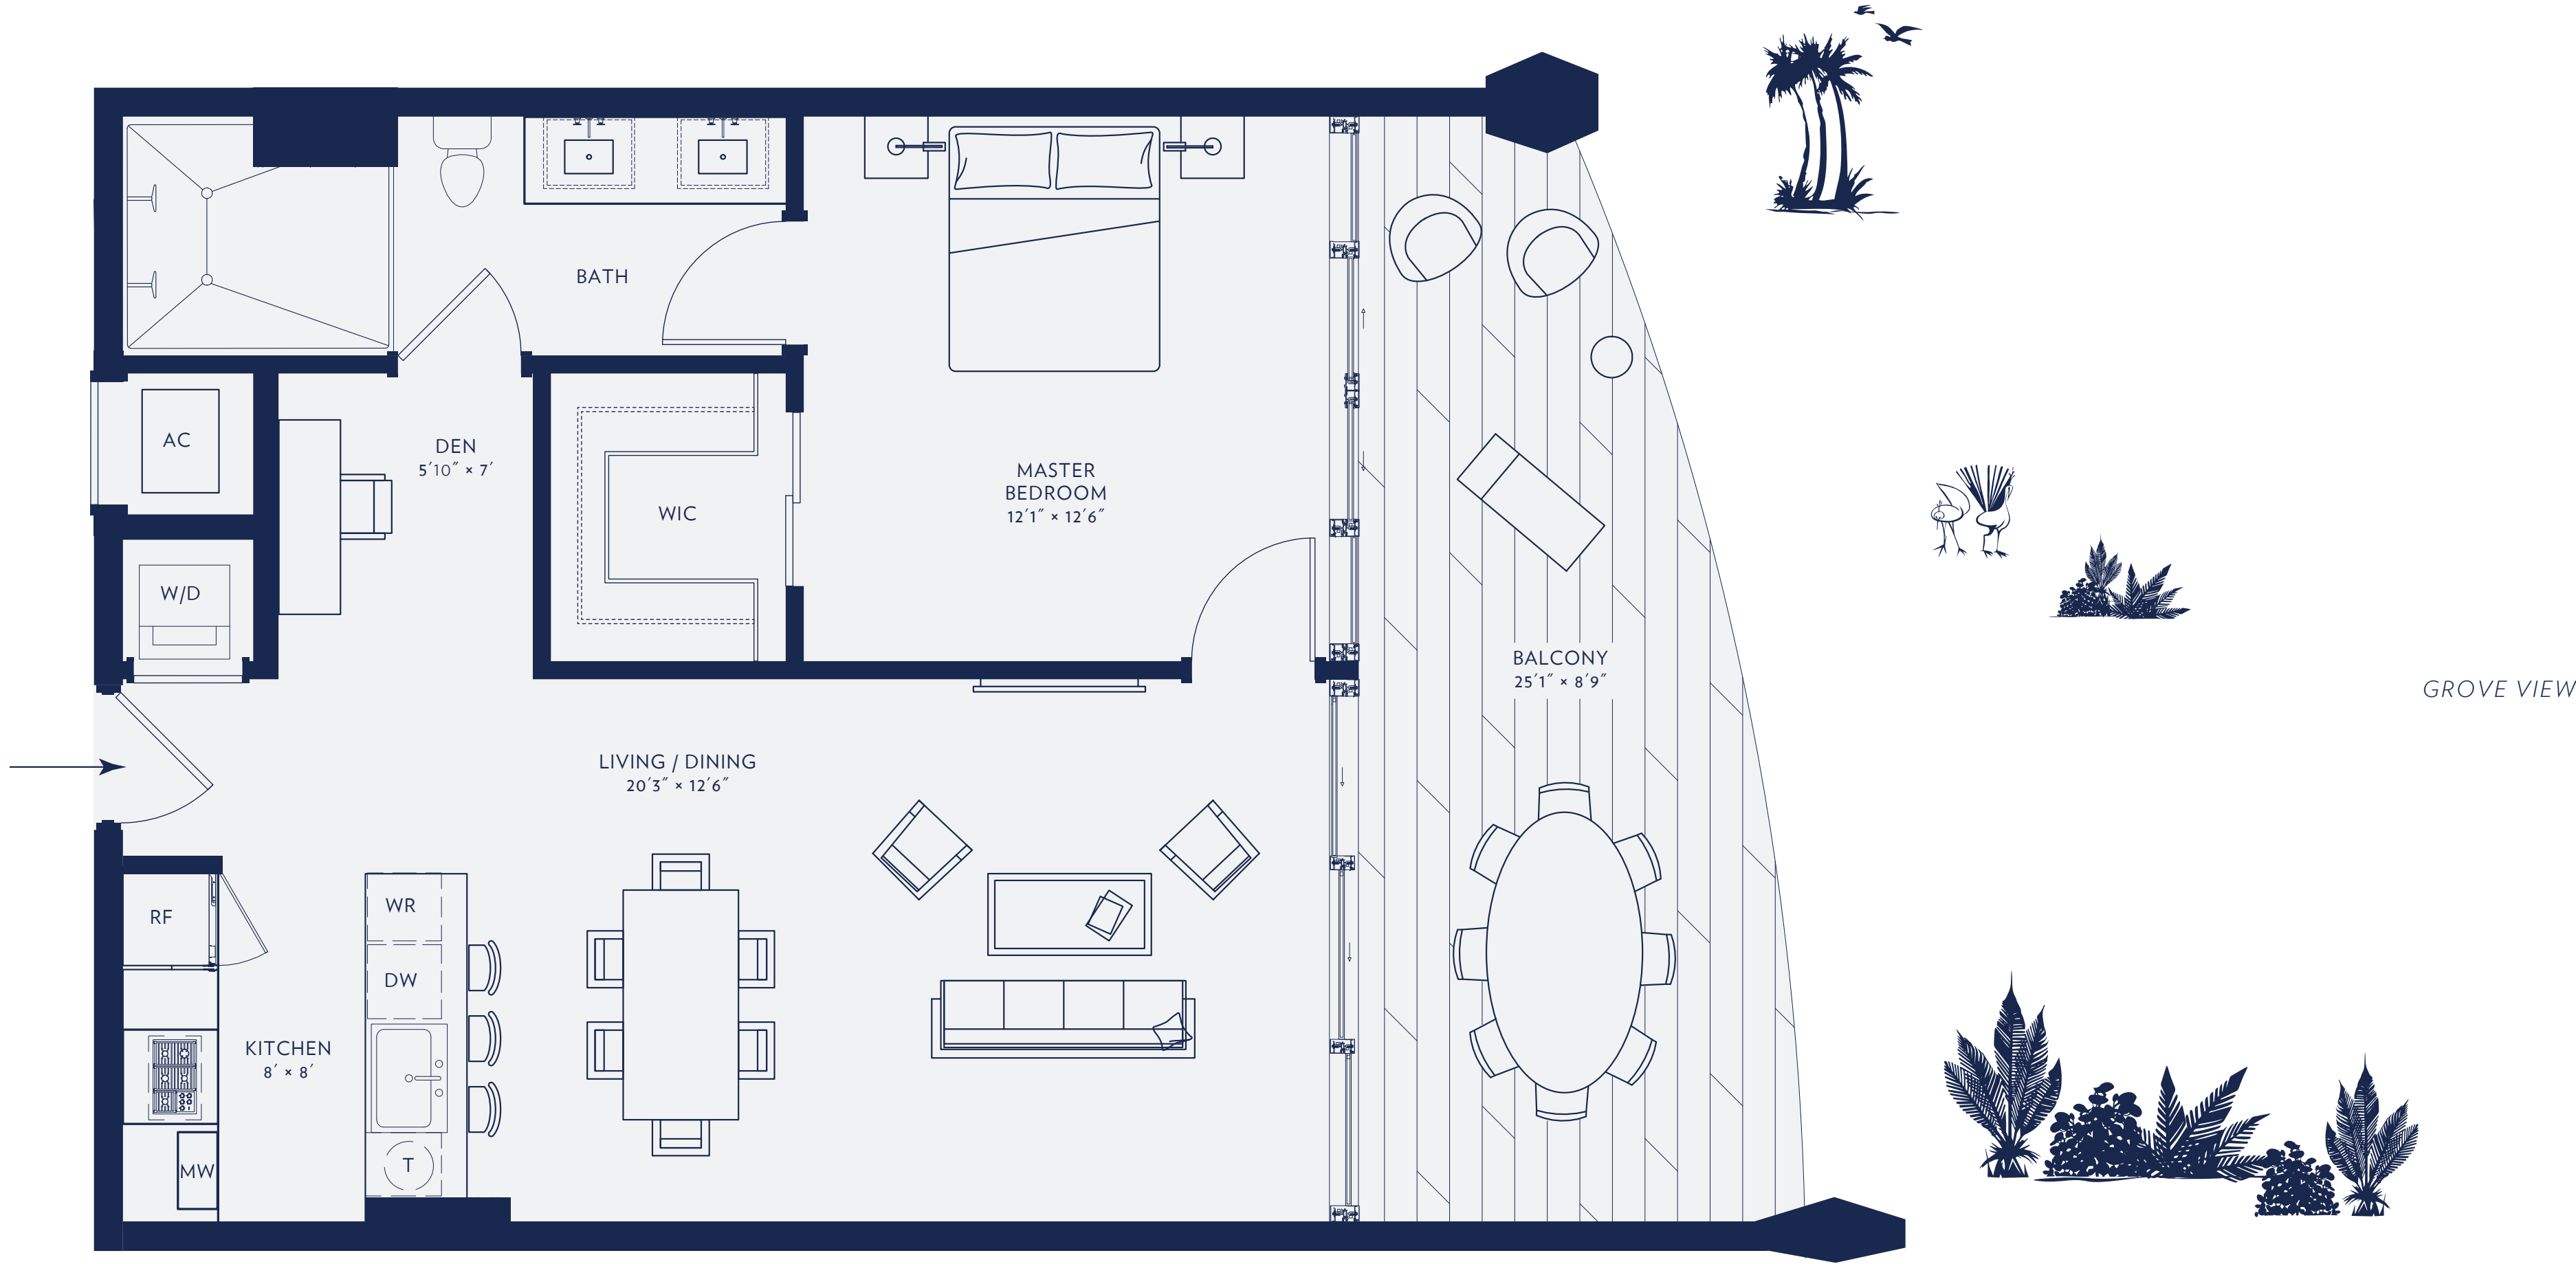 BATH
AC
DEN
5′10″ × 7′
WIC
MASTER
BEDROOM
12′1″ × 12′6″
W/D
BALCONY
25′1″ × 8′9″
GROVE VIEW
LIVING / DINING
20′3″ × 12′6″
RF
WR
DW
KITCHEN
8′ × 8′
MW
T